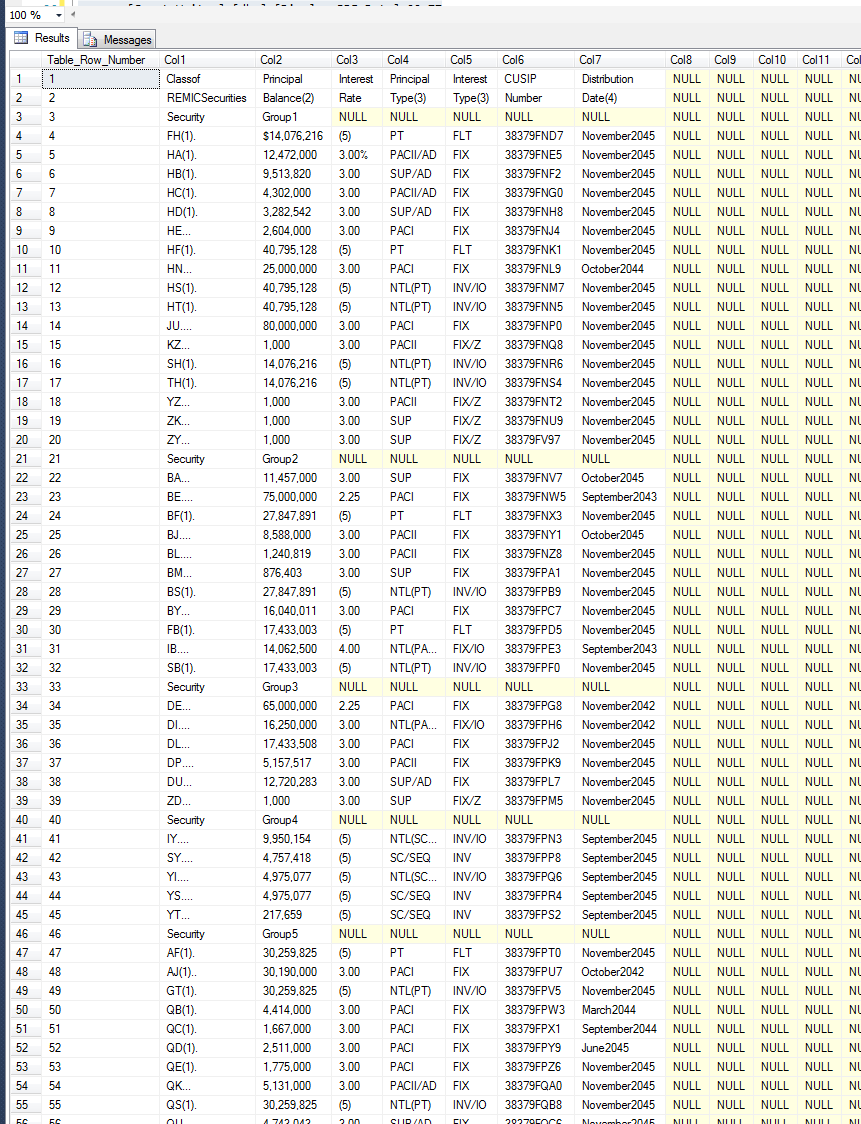 100 %
Results Messages
Table_Row_Number Col1 Col2 Col3 Col4 Col5 Col6 Col7 Col8 Col9 Col10 Col11 Col
1 1 Classof Principal Interest Principal Interest CUSIP Distribution NULL NULL NULL NULL NU
2 2 REMICSecurities Balance(2) Rate Type(3) Type(3) Number Date(4) NULL NULL NULL NULL NU
3 3 Security Group1 NULL NULL NULL NULL NULL NULL NULL NULL NULL NU
4 4 FH(1). $14,076,216 (5) PT FLT 38379FND7 November2045 NULL NULL NULL NULL NU
5 5 HA(1). 12,472,000 3.00% PACII/AD FIX 38379FNE5 November2045 NULL NULL NULL NULL NU
6 6 HB(1). 9,513,820 3.00 SUP/AD FIX 38379FNF2 November2045 NULL NULL NULL NULL NU
7 7 HC(1). 4,302,000 3.00 PACII/AD FIX 38379FNG0 November2045 NULL NULL NULL NULL NU
8 8 HD(1). 3,282,542 3.00 SUP/AD FIX 38379FNH8 November2045 NULL NULL NULL NULL NU
9 9 HE... 2,604,000 3.00 PACI FIX 38379FNJ4 November2045 NULL NULL NULL NULL NU
10 10 HF(1). 40,795,128 (5) PT FLT 38379FNK1 November2045 NULL NULL NULL NULL NU
11 11 HN... 25,000,000 3.00 PACI FIX 38379FNL9 October2044 NULL NULL NULL NULL NU
12 12 HS(1). 40,795,128 (5) NTL(PT) INV/IO 38379FNM7 November2045 NULL NULL NULL NULL NU
13 13 HT(1). 40,795,128 (5) NTL(PT) INV/IO 38379FNN5 November2045 NULL NULL NULL NULL NU
14 14 JU.... 80,000,000 3.00 PACI FIX 38379FNP0 November2045 NULL NULL NULL NULL NU
15 15 KZ... 1,000 3.00 PACII FIX/Z 38379FNQ8 November2045 NULL NULL NULL NULL NU
16 16 SH(1). 14,076,216 (5) NTL(PT) INV/IO 38379FNR6 November2045 NULL NULL NULL NULL NU
17 17 TH(1). 14,076,216 (5) NTL(PT) INV/IO 38379FNS4 November2045 NULL NULL NULL NULL NU
18 18 YZ... 1,000 3.00 PACII FIX/Z 38379FNT2 November2045 NULL NULL NULL NULL NU
19 19 ZK... 1,000 3.00 SUP FIX/Z 38379FNU9 November2045 NULL NULL NULL NULL NU
20 20 ZY... 1,000 3.00 SUP FIX/Z 38379FV97 November2045 NULL NULL NULL NULL NU
21 21 Security Group2 NULL NULL NULL NULL NULL NULL NULL NULL NULL NU
22 22 BA... 11,457,000 3.00 SUP FIX 38379FNV7 October2045 NULL NULL NULL NULL NU
23 23 BE.... 75,000,000 2.25 PACI FIX 38379FNW5 September2043 NULL NULL NULL NULL NU
24 24 BF(1). 27,847,891 (5) PT FLT 38379FNX3 November2045 NULL NULL NULL NULL NU
25 25 BJ.... 8,588,000 3.00 PACII FIX 38379FNY1 October2045 NULL NULL NULL NULL NU
26 26 BL.... 1,240,819 3.00 PACII FIX 38379FNZ8 November2045 NULL NULL NULL NULL NU
27 27 BM... 876,403 3.00 SUP FIX 38379FPA1 November2045 NULL NULL NULL NULL NU
28 28 BS(1). 27,847,891 (5) NTL(PT) INV/IO 38379FPB9 November2045 NULL NULL NULL NULL NU
29 29 BY... 16,040,011 3.00 PACI FIX 38379FPC7 November2045 NULL NULL NULL NULL NU
30 30 FB(1). 17,433,003 (5) PT FLT 38379FPD5 November2045 NULL NULL NULL NULL NU
31 31 IB.... 14,062,500 4.00 NTL(PA... FIX/IO 38379FPE3 September2043 NULL NULL NULL NULL NU
32 32 SB(1). 17,433,003 (5) NTL(PT) INV/IO 38379FPF0 November2045 NULL NULL NULL NULL NU
33 33 Security Group3 NULL NULL NULL NULL NULL NULL NULL NULL NULL NU
34 34 DE... 65,000,000 2.25 PACI FIX 38379FPG8 November2042 NULL NULL NULL NULL NU
35 35 DI.... 16,250,000 3.00 NTL(PA... FIX/IO 38379FPH6 November2042 NULL NULL NULL NULL NU
36 36 DL... 17,433,508 3.00 PACI FIX 38379FPJ2 November2045 NULL NULL NULL NULL NU
37 37 DP.... 5,157,517 3.00 PACII FIX 38379FPK9 November2045 NULL NULL NULL NULL NU
38 38 DU... 12,720,283 3.00 SUP/AD FIX 38379FPL7 November2045 NULL NULL NULL NULL NU
39 39 ZD... 1,000 3.00 SUP FIX/Z 38379FPM5 November2045 NULL NULL NULL NULL NU
40 40 Security Group4 NULL NULL NULL NULL NULL NULL NULL NULL NULL NU
41 41 IY.... 9,950,154 (5) NTL(SC... INV/IO 38379FPN3 September2045 NULL NULL NULL NULL NU
42 42 SY.... 4,757,418 (5) SC/SEQ INV 38379FPP8 September2045 NULL NULL NULL NULL NU
43 43 YI.... 4,975,077 (5) NTL(SC... INV/IO 38379FPQ6 September2045 NULL NULL NULL NULL NU
44 44 YS.... 4,975,077 (5) SC/SEQ INV 38379FPR4 September2045 NULL NULL NULL NULL NU
45 45 YT... 217,659 (5) SC/SEQ INV 38379FPS2 September2045 NULL NULL NULL NULL NU
46 46 Security Group5 NULL NULL NULL NULL NULL NULL NULL NULL NULL NU
47 47 AF(1). 30,259,825 (5) PT FLT 38379FPT0 November2045 NULL NULL NULL NULL NU
48 48 AJ(1).. 30,190,000 3.00 PACI FIX 38379FPU7 October2042 NULL NULL NULL NULL NU
49 49 GT(1). 30,259,825 (5) NTL(PT) INV/IO 38379FPV5 November2045 NULL NULL NULL NULL NU
50 50 QB(1). 4,414,000 3.00 PACI FIX 38379FPW3 March2044 NULL NULL NULL NULL NU
51 51 QC(1). 1,667,000 3.00 PACI FIX 38379FPX1 September2044 NULL NULL NULL NULL NU
52 52 QD(1). 2,511,000 3.00 PACI FIX 38379FPY9 June2045 NULL NULL NULL NULL NU
53 53 QE(1). 1,775,000 3.00 PACI FIX 38379FPZ6 November2045 NULL NULL NULL NULL NU
54 54 QK... 5,131,000 3.00 PACII/AD FIX 38379FQA0 November2045 NULL NULL NULL NULL NU
55 55 QS(1). 30,259,825 (5) NTL(PT) INV/IO 38379FQB8 November2045 NULL NULL NULL NULL NU